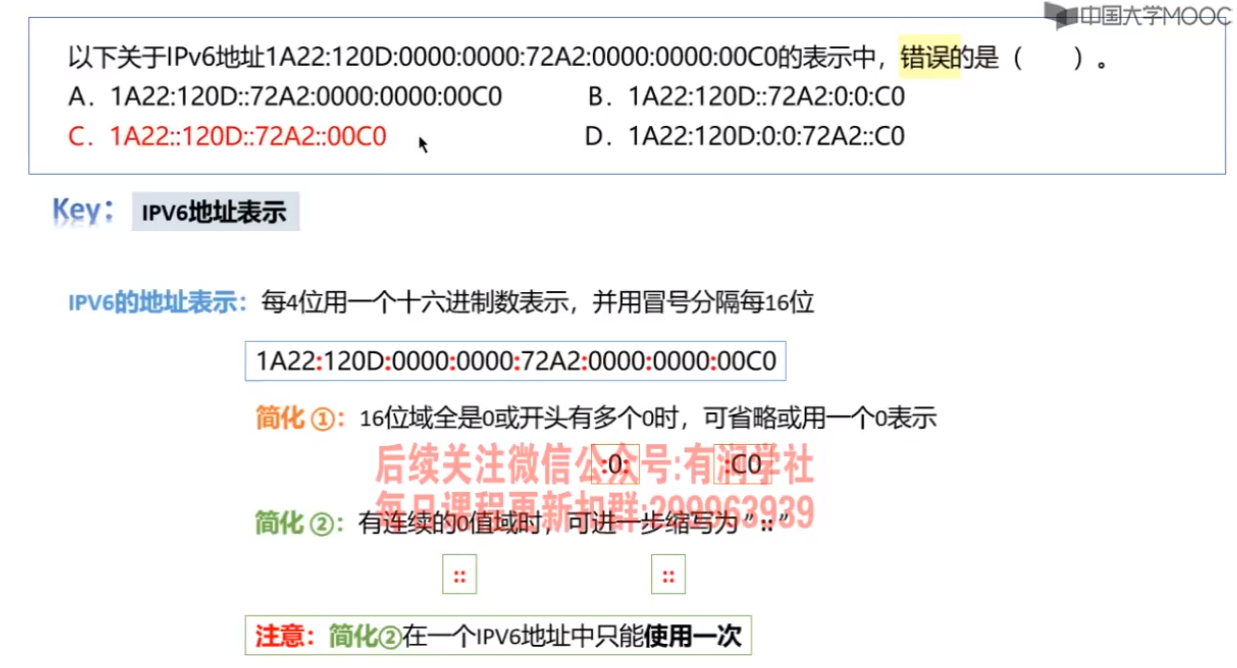 中国大学MOOC
以下关于IPv6地址1A22:120D:0000:0000:72A2:0000:0000:00C0的表示中，错误的是（　　）。
A．1A22:120D::72A2:0000:0000:00C0　　B．1A22:120D::72A2:0:0:C0
C．1A22::120D::72A2::00C0　　D．1A22:120D:0:0:72A2::C0
Key： IPV6地址表示
IPV6的地址表示：每4位用一个十六进制数表示，并用冒号分隔每16位
1A22:120D:0000:0000:72A2:0000:0000:00C0
简化①：16位域全是0或开头有多个0时，可省略或用一个0表示
后续关注微信公众号:有润学社
:0:　　:C0
每日课程更新扣群:299963939
简化②：有连续的0值域时，可进一步缩写为”::”
::　　::
注意：简化②在一个IPV6地址中只能使用一次